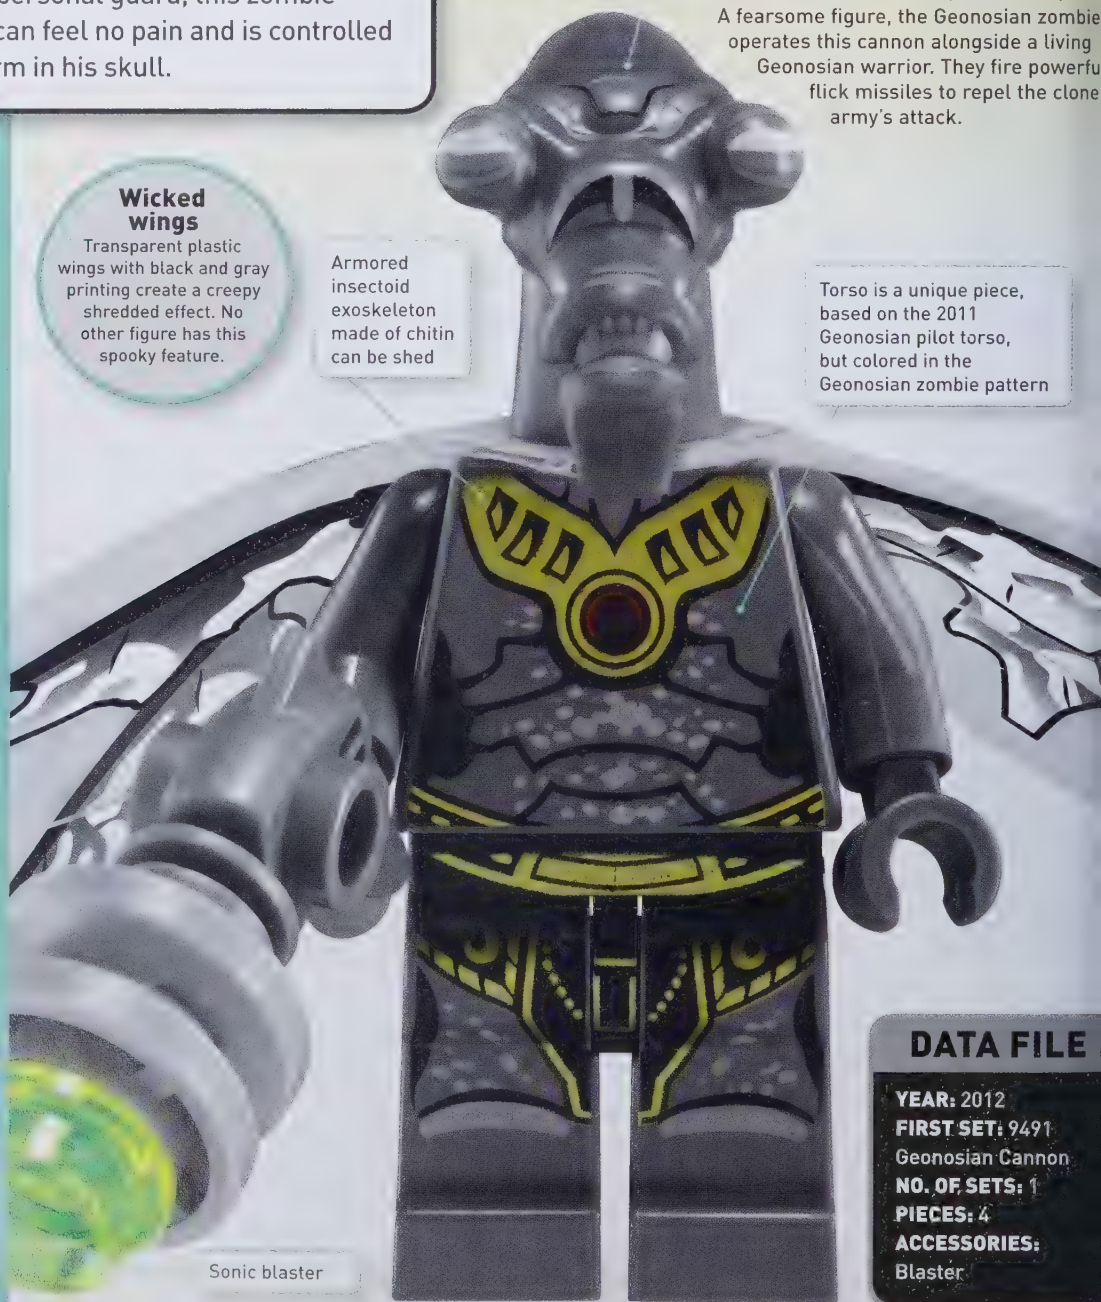 personal guard, this zombie
can feel no pain and is controlled
in his skull.
A fearsome figure, the Geonosian zombie
operates this cannon alongside a living
Geonosian warrior. They fire
flick missiles to repel the clone
army's attack.
Wicked
wings
Transparent plastic
wings with black and gray
printing create a creepy
shredded effect. No
other figure has this
spooky feature.
Armored
insectoid
exoskeleton
made of chitin
can be shed
Torso is a unique piece,
based on the 2011
Geonosian pilot torso,
but colored in the
Geonosian zombie pattern
Sonic blaster
DATA FILE
YEAR: 2012
FIRST SET: 9491
Geonosian Cannon
NO. OF SETS: 1
PIECES: 4
ACCESSORIES:
Blaster